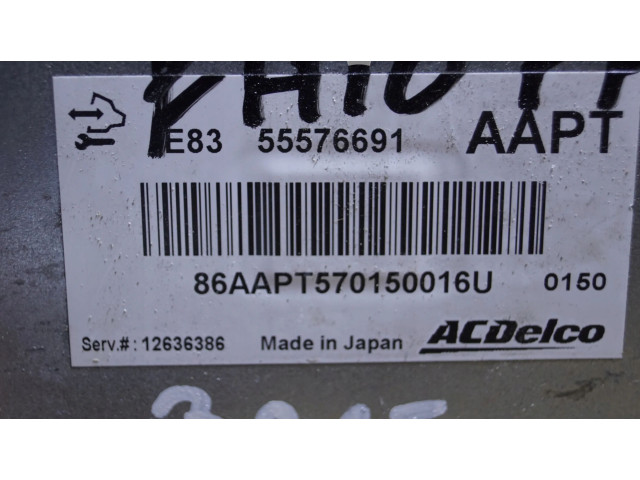 E83 55576691 AAPT
86AAPT570150016U 0150
Serv.#: 12636386 Made in Japan ACDelco